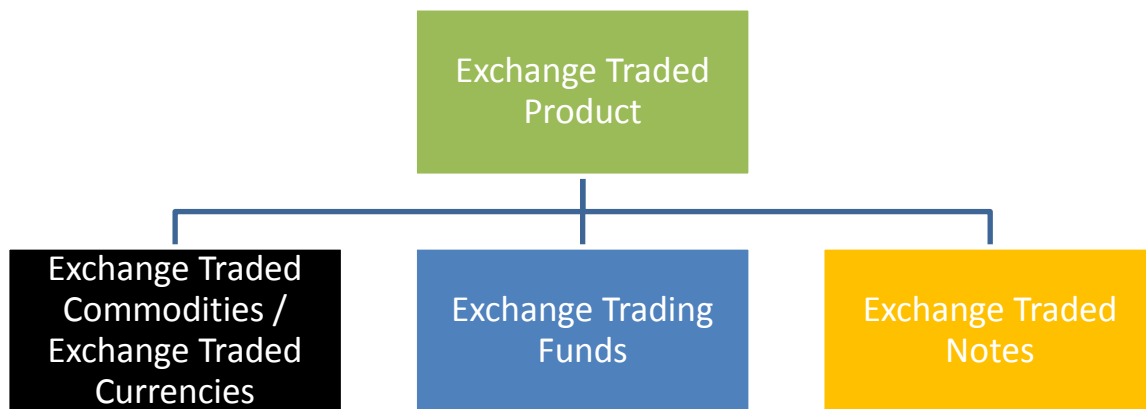 Exchange Traded
Product
Exchange Traded
Commodities /
Exchange Traded
Currencies
Exchange Trading
Funds
Exchange Traded
Notes